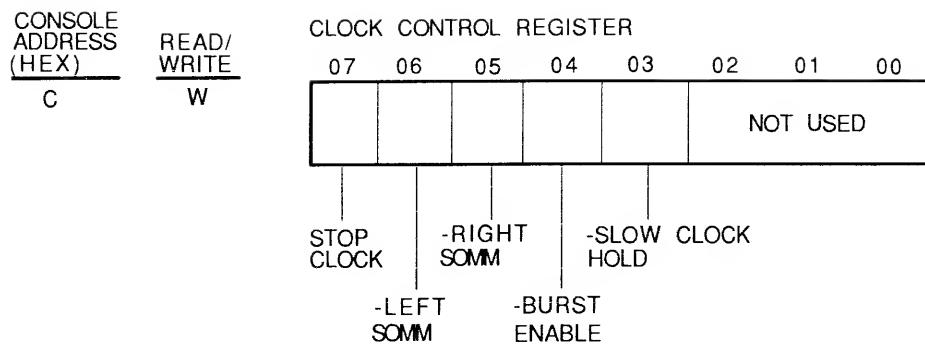 CONSOLE
ADDRESS
(HEX)
READ/
WRITE
C
W
CLOCK CONTROL REGISTER
07 06 05 04 03 02 01 00
NOT USED
STOP
CLOCK
-LEFT
SOMM
-RIGHT
SOMM
-BURST
ENABLE
-SLOW CLOCK
HOLD